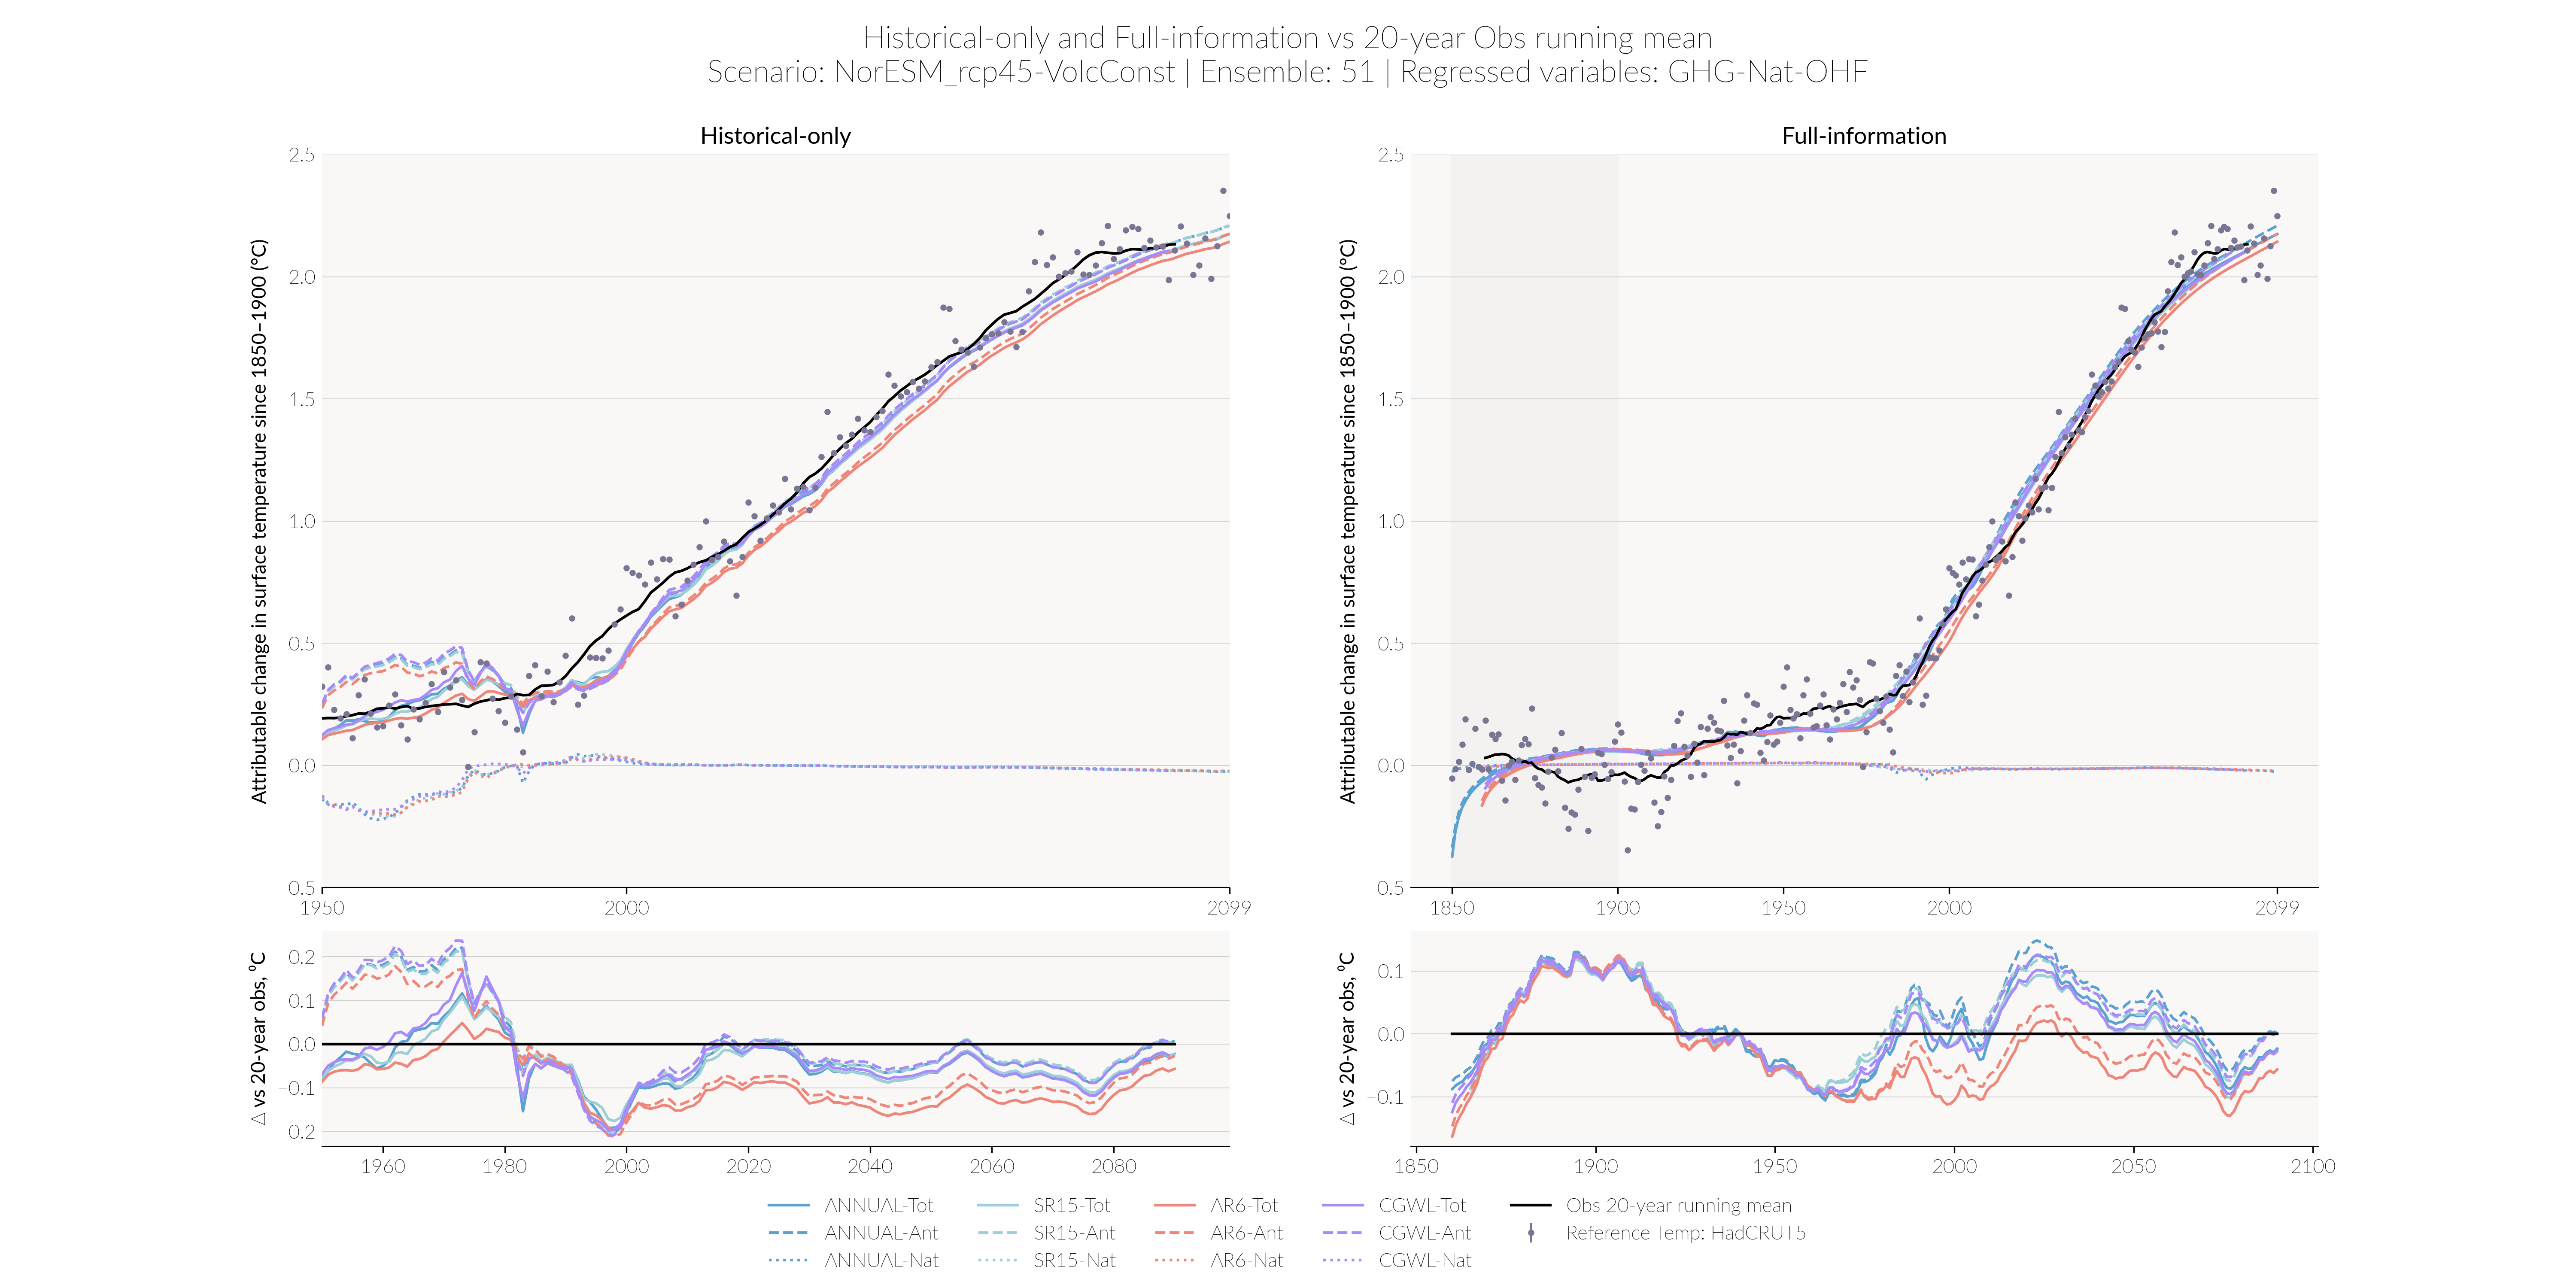 Historical-only and Full-information vs 20-year Obs running mean
Scenario: NorESM_rcp45-VolcConst | Ensemble: 51 | Regressed variables: GHG-Nat-OHF
Historical-only
Attributable change in surface temperature since 1850–1900 (°C)
2.5
2.0
1.5
1.0
0.5
0.0
−0.5
1950
2000
2099
Full-information
Attributable change in surface temperature since 1850–1900 (°C)
2.5
2.0
1.5
1.0
0.5
0.0
−0.5
1850
1900
1950
2000
2099
△ vs 20-year obs, °C
0.2
0.1
0.0
−0.1
−0.2
1960
1980
2000
2020
2040
2060
2080
△ vs 20-year obs, °C
0.1
0.0
−0.1
1850
1900
1950
2000
2050
2100
ANNUAL-Tot
ANNUAL-Ant
ANNUAL-Nat
SR15-Tot
SR15-Ant
SR15-Nat
AR6-Tot
AR6-Ant
AR6-Nat
CGWL-Tot
CGWL-Ant
CGWL-Nat
Obs 20-year running mean
Reference Temp: HadCRUT5